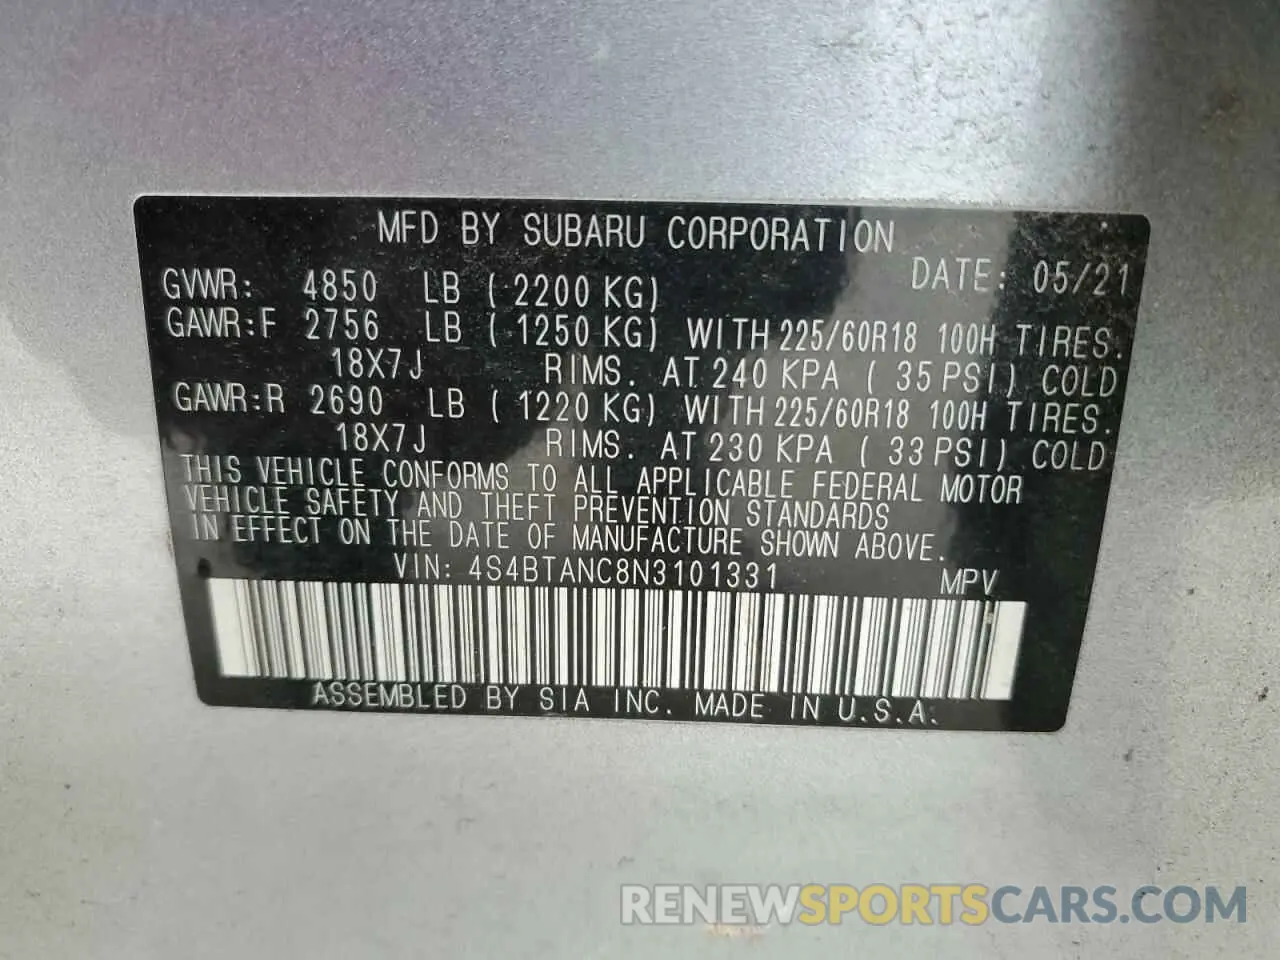 MFD BY SUBARU CORPORATION
DATE: 05/21
GVWR: 4850 LB ( 2200 KG)
GAWR:F 2756 LB ( 1250 KG) WITH 225/60R18 100H TIRES.
18X7J RIMS. AT 240 KPA ( 35 PSI) COLD
GAWR:R 2690 LB ( 1220 KG) WITH 225/60R18 100H TIRES.
18X7J RIMS. AT 230 KPA ( 33 PSI) COLD
THIS VEHICLE CONFORMS TO ALL APPLICABLE FEDERAL MOTOR
VEHICLE SAFETY AND THEFT PREVENTION STANDARDS
IN EFFECT ON THE DATE OF MANUFACTURE SHOWN ABOVE.
VIN: 4S4BTANC8N3101331 MPV
ASSEMBLED BY SIA INC. MADE IN U.S.A.
RENEWSPORTSCARS.COM